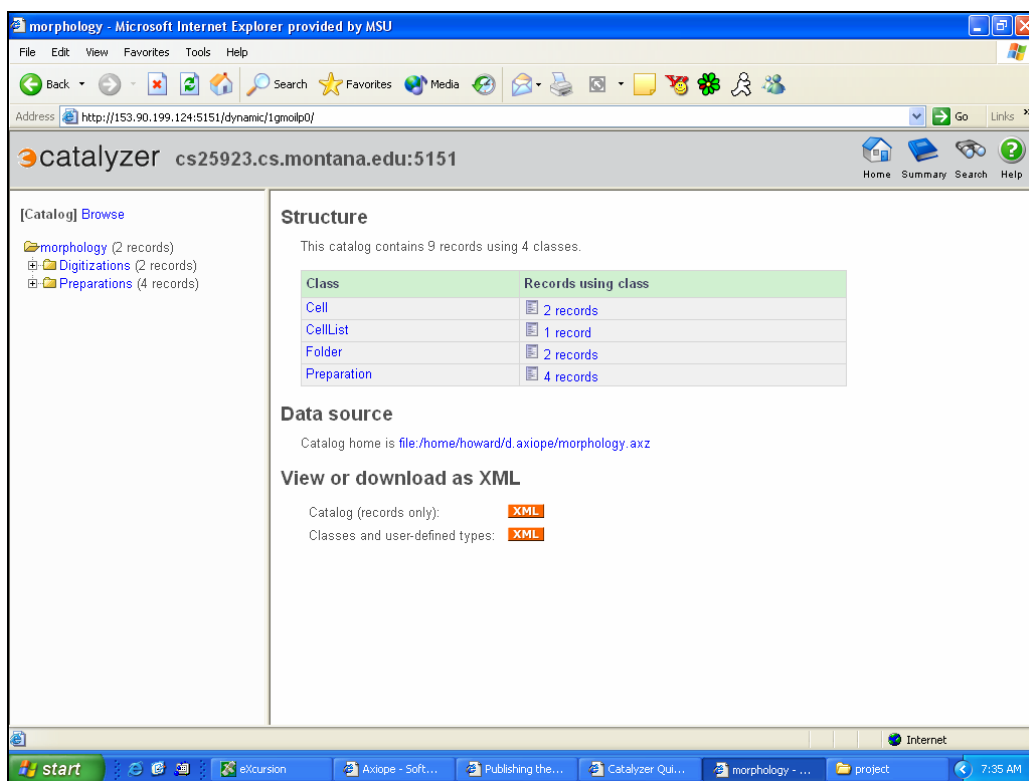 morphology - Microsoft Internet Explorer provided by MSU
File Edit View Favorites Tools Help
Back Search Favorites Media
Address http://153.90.199.124:5151/dynamic/1gmoilp0/ Go Links »
catalyzer cs25923.cs.montana.edu:5151
Home Summary Search Help
[Catalog] Browse
morphology (2 records)
Digitizations (2 records)
Preparations (4 records)
Structure
This catalog contains 9 records using 4 classes.
Class Records using class
Cell 2 records
CellList 1 record
Folder 2 records
Preparation 4 records
Data source
Catalog home is file:/home/howard/d.axiope/morphology.axz
View or download as XML
Catalog (records only): XML
Classes and user-defined types: XML
Internet
start eXcursion Axiope - Soft... Publishing the... Catalyzer Qui... morphology - ... project 7:35 AM